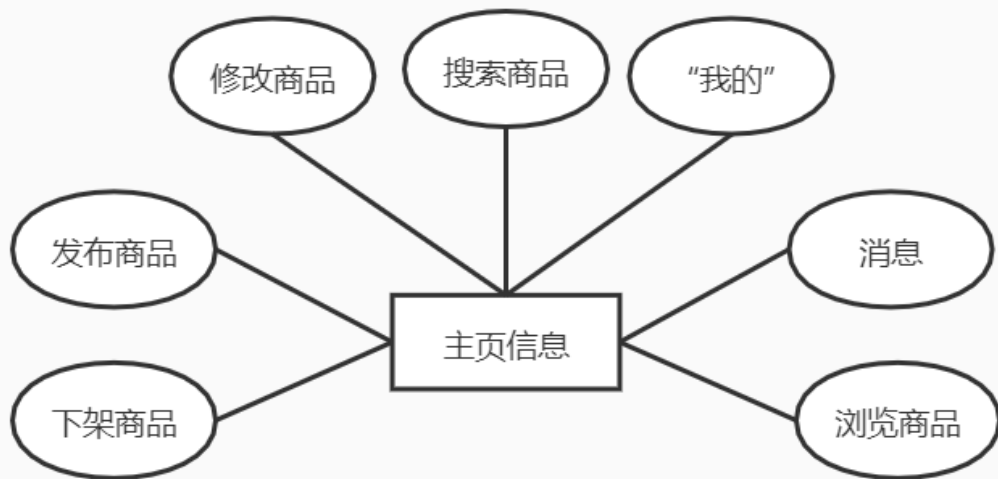 修改商品
搜索商品
“我的”
发布商品
消息
主页信息
下架商品
浏览商品